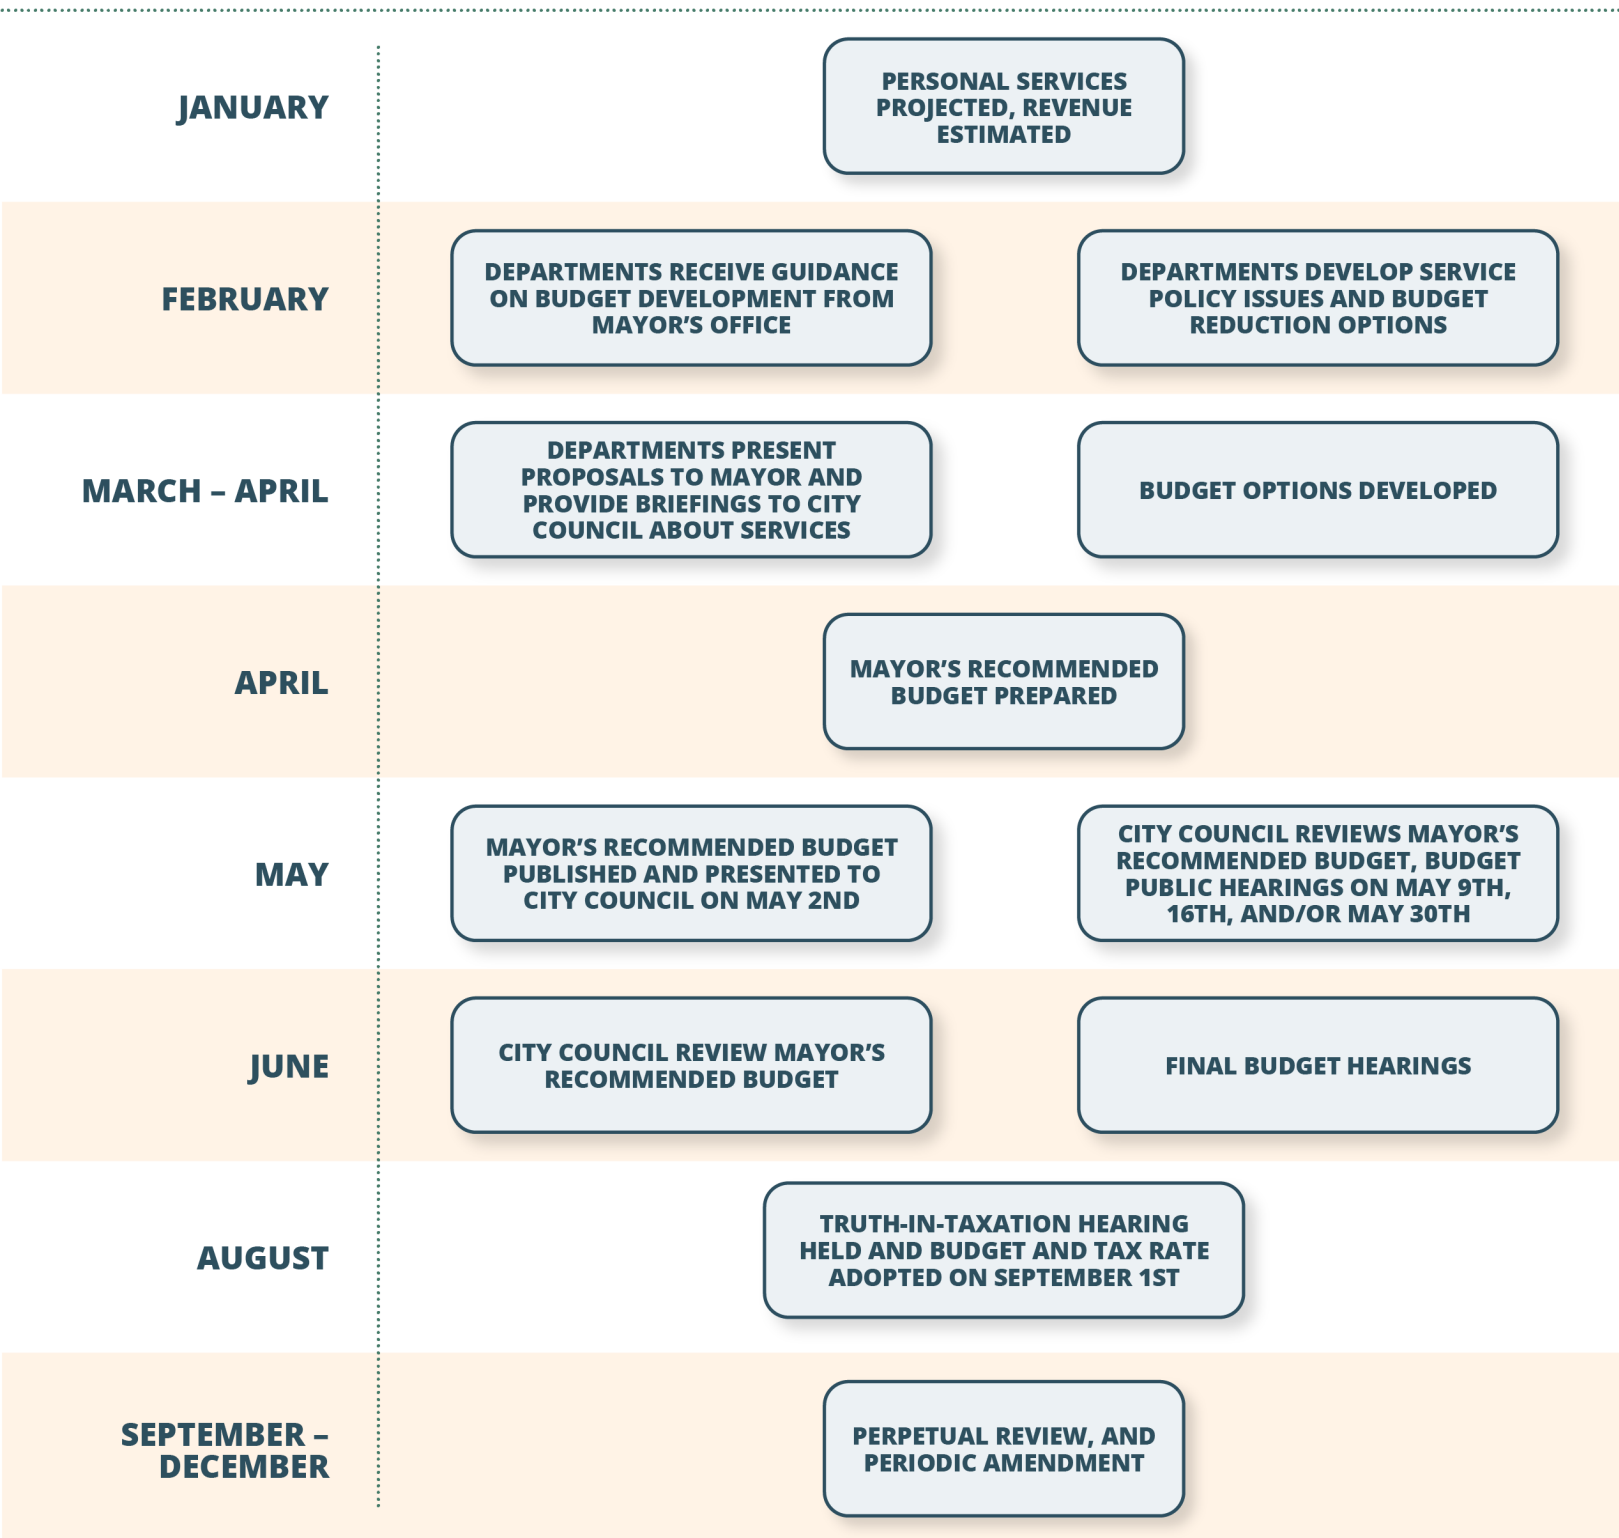 JANUARY
PERSONAL SERVICES
PROJECTED, REVENUE
ESTIMATED
FEBRUARY
DEPARTMENTS RECEIVE GUIDANCE
ON BUDGET DEVELOPMENT FROM
MAYOR’S OFFICE
DEPARTMENTS DEVELOP SERVICE
POLICY ISSUES AND BUDGET
REDUCTION OPTIONS
MARCH – APRIL
DEPARTMENTS PRESENT
PROPOSALS TO MAYOR AND
PROVIDE BRIEFINGS TO CITY
COUNCIL ABOUT SERVICES
BUDGET OPTIONS DEVELOPED
APRIL
MAYOR’S RECOMMENDED
BUDGET PREPARED
MAY
MAYOR’S RECOMMENDED BUDGET
PUBLISHED AND PRESENTED TO
CITY COUNCIL ON MAY 2ND
CITY COUNCIL REVIEWS MAYOR’S
RECOMMENDED BUDGET, BUDGET
PUBLIC HEARINGS ON MAY 9TH,
16TH, AND/OR MAY 30TH
JUNE
CITY COUNCIL REVIEW MAYOR’S
RECOMMENDED BUDGET
FINAL BUDGET HEARINGS
AUGUST
TRUTH-IN-TAXATION HEARING
HELD AND BUDGET AND TAX RATE
ADOPTED ON SEPTEMBER 1ST
SEPTEMBER –
DECEMBER
PERPETUAL REVIEW, AND
PERIODIC AMENDMENT